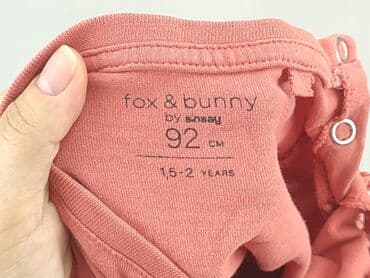 fox & bunny
by sinsay
92 CM
1,5-2 YEARS